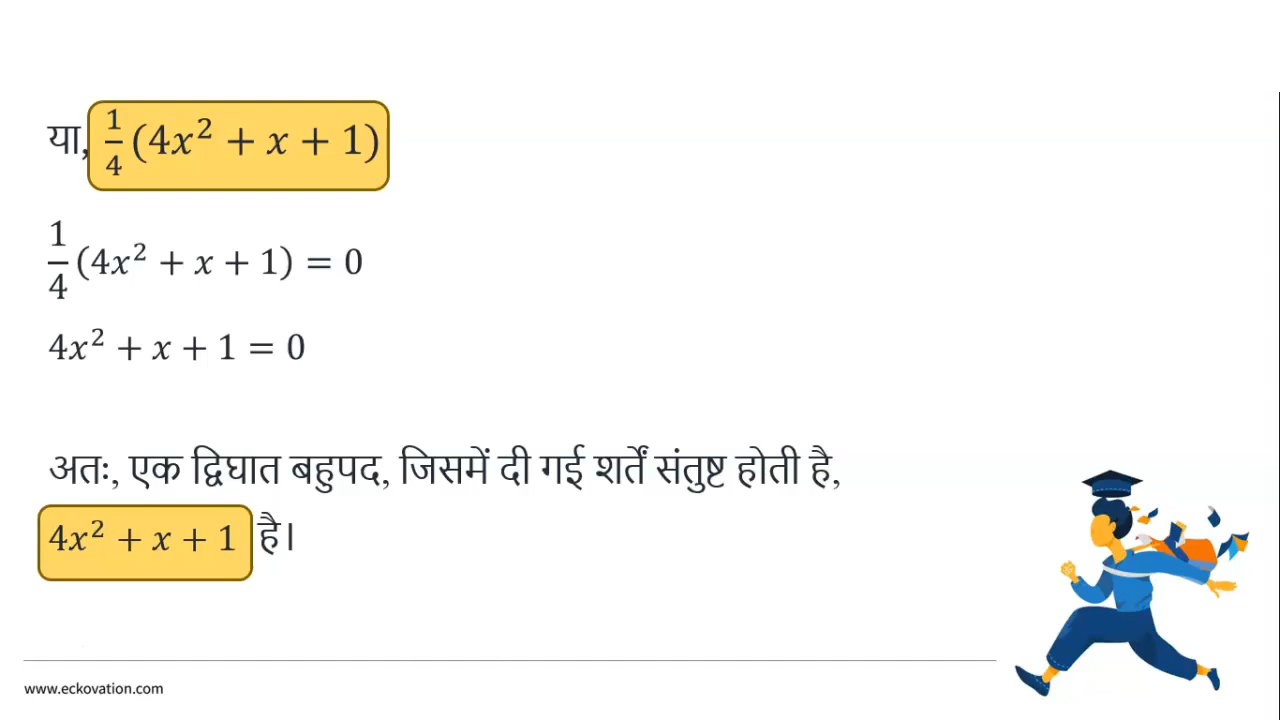 या, 1/4 (4x² + x + 1)
1/4 (4x² + x + 1) = 0
4x² + x + 1 = 0
अतः, एक द्विघात बहुपद, जिसमें दी गई शर्तें संतुष्ट होती है,
4x² + x + 1 है।
www.eckovation.com